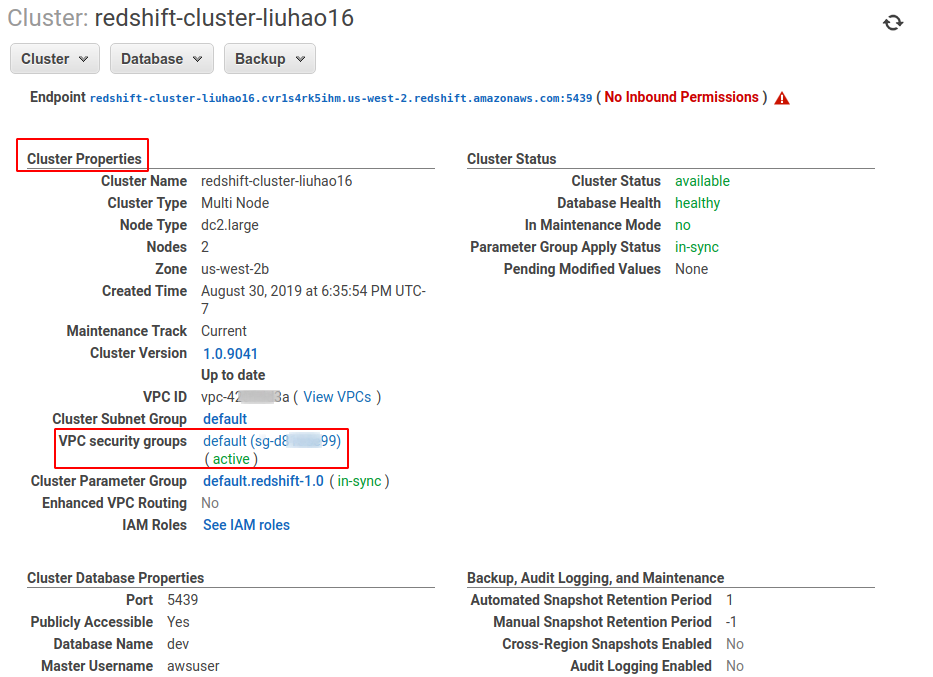 Cluster: redshift-cluster-liuhao16
Cluster Database Backup
Endpoint redshift-cluster-liuhao16.cvr1s4rk5ihm.us-west-2.redshift.amazonaws.com:5439 ( No Inbound Permissions )
Cluster Properties
Cluster Name redshift-cluster-liuhao16
Cluster Type Multi Node
Node Type dc2.large
Nodes 2
Zone us-west-2b
Created Time August 30, 2019 at 6:35:54 PM UTC-
7
Maintenance Track Current
Cluster Version 1.0.9041
Up to date
VPC ID vpc-42 3a ( View VPCs )
Cluster Subnet Group default
VPC security groups default (sg-d8 99)
( active )
Cluster Parameter Group default.redshift-1.0 ( in-sync )
Enhanced VPC Routing No
IAM Roles See IAM roles
Cluster Status
Cluster Status available
Database Health healthy
In Maintenance Mode no
Parameter Group Apply Status in-sync
Pending Modified Values None
Cluster Database Properties
Port 5439
Publicly Accessible Yes
Database Name dev
Master Username awsuser
Backup, Audit Logging, and Maintenance
Automated Snapshot Retention Period 1
Manual Snapshot Retention Period -1
Cross-Region Snapshots Enabled No
Audit Logging Enabled No